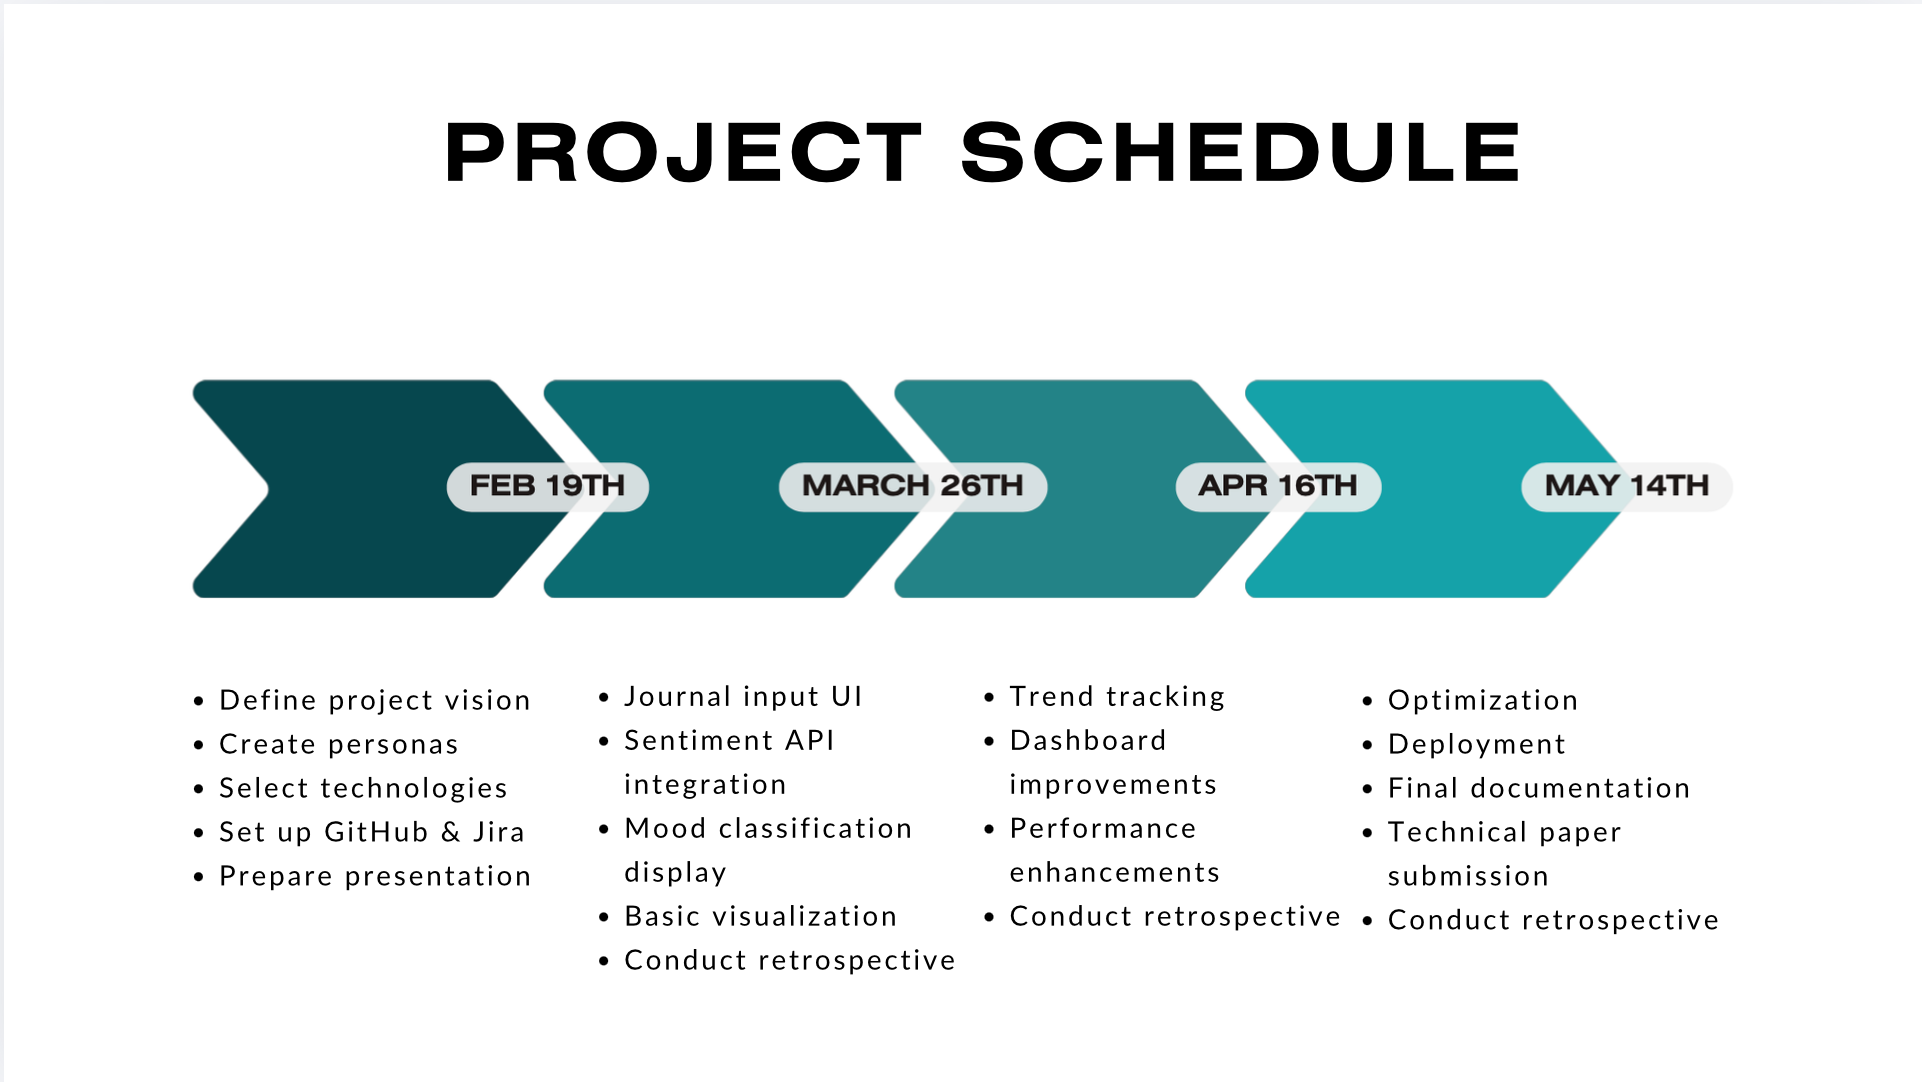 PROJECT SCHEDULE
FEB 19TH
MARCH 26TH
APR 16TH
MAY 14TH
• Define project vision
• Create personas
• Select technologies
• Set up GitHub & Jira
• Prepare presentation
• Journal input UI
• Sentiment API
integration
• Mood classification
display
• Basic visualization
• Conduct retrospective
• Trend tracking
• Dashboard
improvements
• Performance
enhancements
• Conduct retrospective
• Optimization
• Deployment
• Final documentation
• Technical paper
submission
• Conduct retrospective